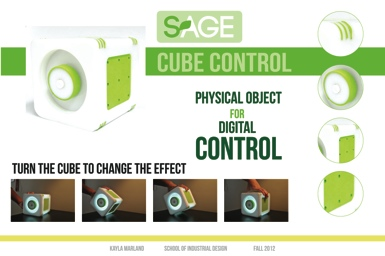 SAGE
CUBE CONTROL
PHYSICAL OBJECT
FOR
DIGITAL
CONTROL
TURN THE CUBE TO CHANGE THE EFFECT
KAYLA MARLAND SCHOOL OF INDUSTRIAL DESIGN FALL 2012